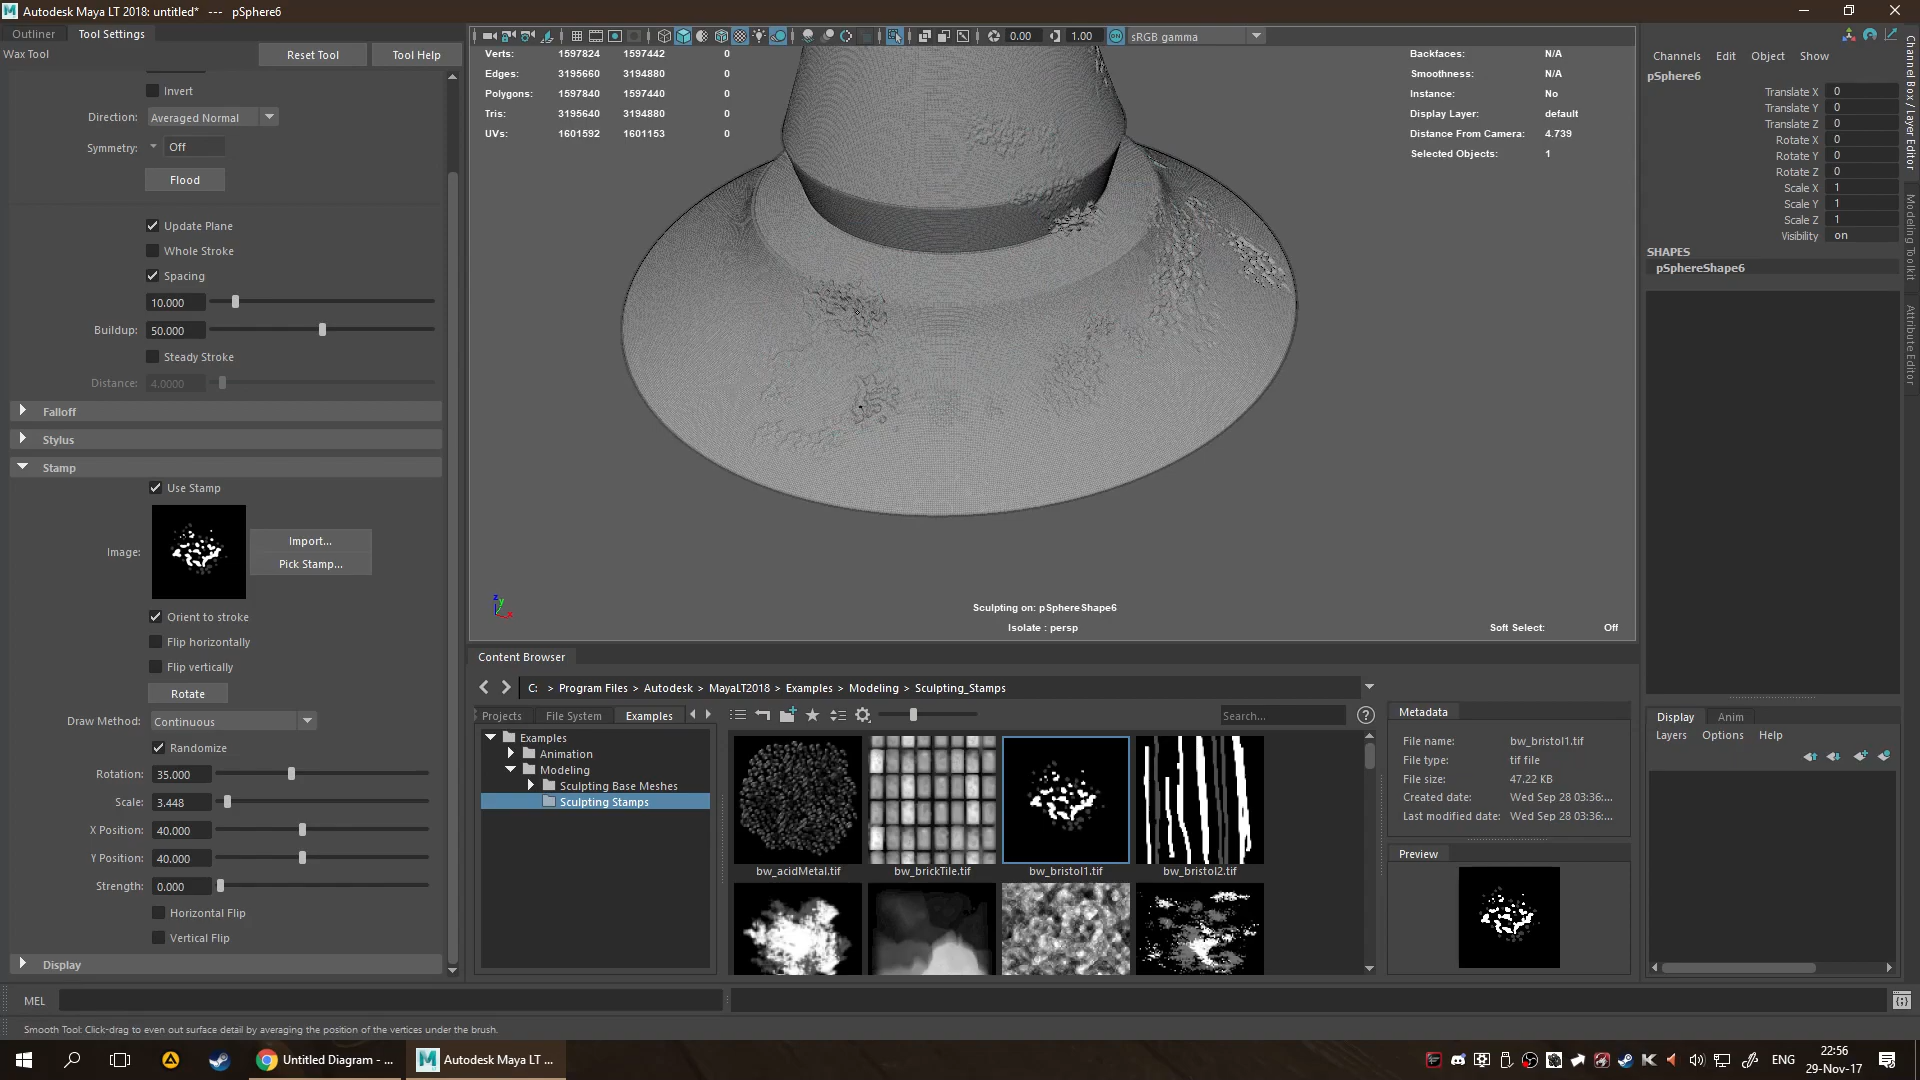 Autodesk Maya LT 2018: untitled*   ---   pSphere6
Outliner
Tool Settings
Wax Tool
Reset Tool
Tool Help
Invert
Direction: Averaged Normal
Symmetry: Off
Flood
Update Plane
Whole Stroke
Spacing
10.000
Buildup: 50.000
Steady Stroke
Distance: 4.0000
Falloff
Stylus
Stamp
Use Stamp
Image:
Import...
Pick Stamp...
Orient to stroke
Flip horizontally
Flip vertically
Rotate
Draw Method: Continuous
Randomize
Rotation: 35.000
Scale: 3.448
X Position: 40.000
Y Position: 40.000
Strength: 0.000
Horizontal Flip
Vertical Flip
Display
0.00
1.00
sRGB gamma
Verts: 1597824 1597442 0
Edges: 3195660 3194880 0
Polygons: 1597840 1597440 0
Tris: 3195640 3194880 0
UVs: 1601592 1601153 0
Backfaces: N/A
Smoothness: N/A
Instance: No
Display Layer: default
Distance From Camera: 4.739
Selected Objects: 1
z
y
x
Sculpting on: pSphereShape6
Isolate : persp
Soft Select: Off
Content Browser
C: > Program Files > Autodesk > MayaLT2018 > Examples > Modeling > Sculpting_Stamps
Projects
File System
Examples
Search...
Examples
Animation
Modeling
Sculpting Base Meshes
Sculpting Stamps
bw_acidMetal.tif
bw_brickTile.tif
bw_bristol1.tif
bw_bristol2.tif
Metadata
File name: bw_bristol1.tif
File type: tif file
File size: 47.22 KB
Created date: Wed Sep 28 03:36:...
Last modified date: Wed Sep 28 03:36:...
Preview
Channels
Edit
Object
Show
pSphere6
Translate X 0
Translate Y 0
Translate Z 0
Rotate X 0
Rotate Y 0
Rotate Z 0
Scale X 1
Scale Y 1
Scale Z 1
Visibility on
SHAPES
pSphereShape6
Channel Box / Layer Editor
Modeling Toolkit
Attribute Editor
Display
Anim
Layers
Options
Help
MEL
Smooth Tool: Click-drag to even out surface detail by averaging the position of the vertices under the brush.
Untitled Diagram - ...
Autodesk Maya LT ...
ENG
22:56
29-Nov-17